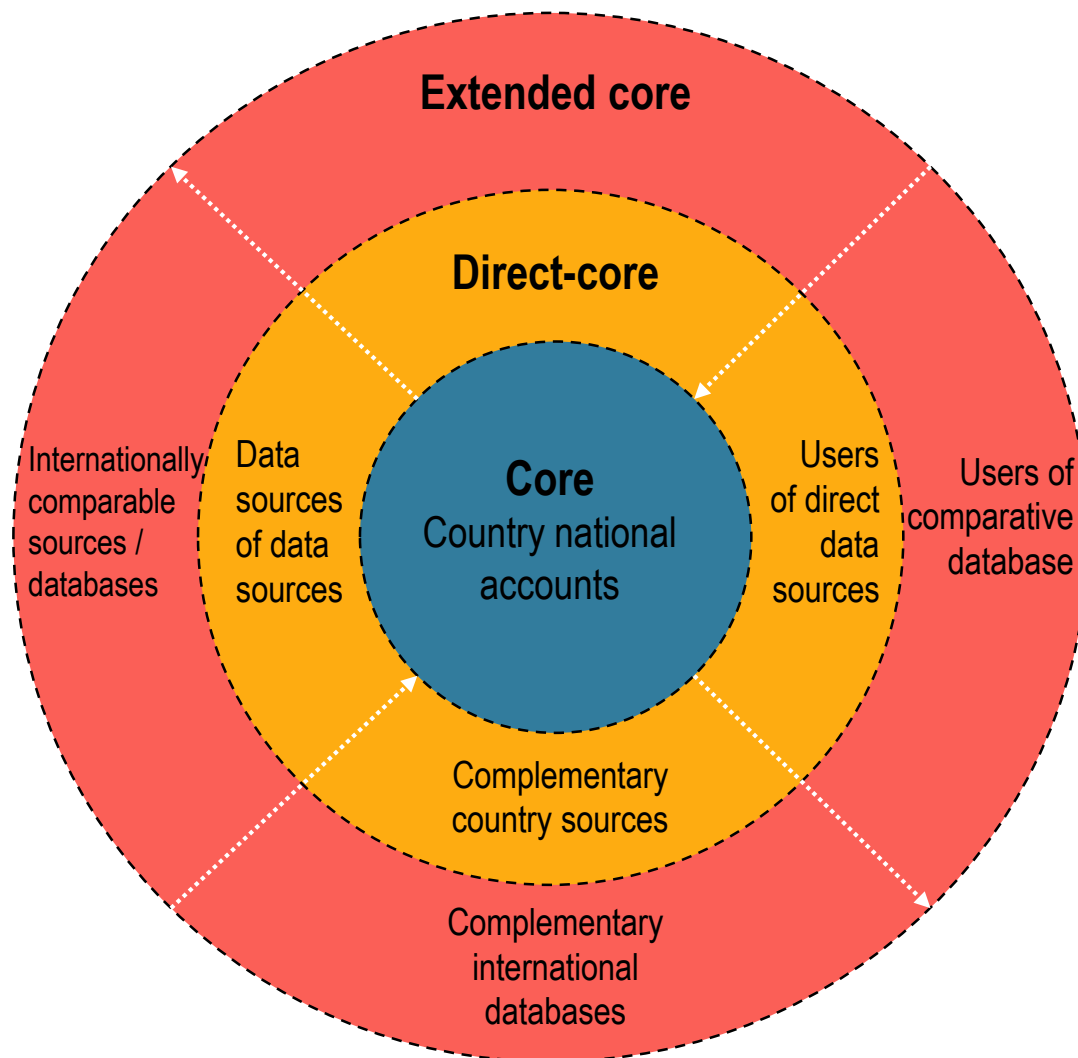 Extended core
Direct-core
Internationally
comparable
sources /
databases
Data
sources
of data
sources
Core
Country national
accounts
Users
of direct
data
sources
Users of
comparative
database
Complementary
country sources
Complementary
international
databases